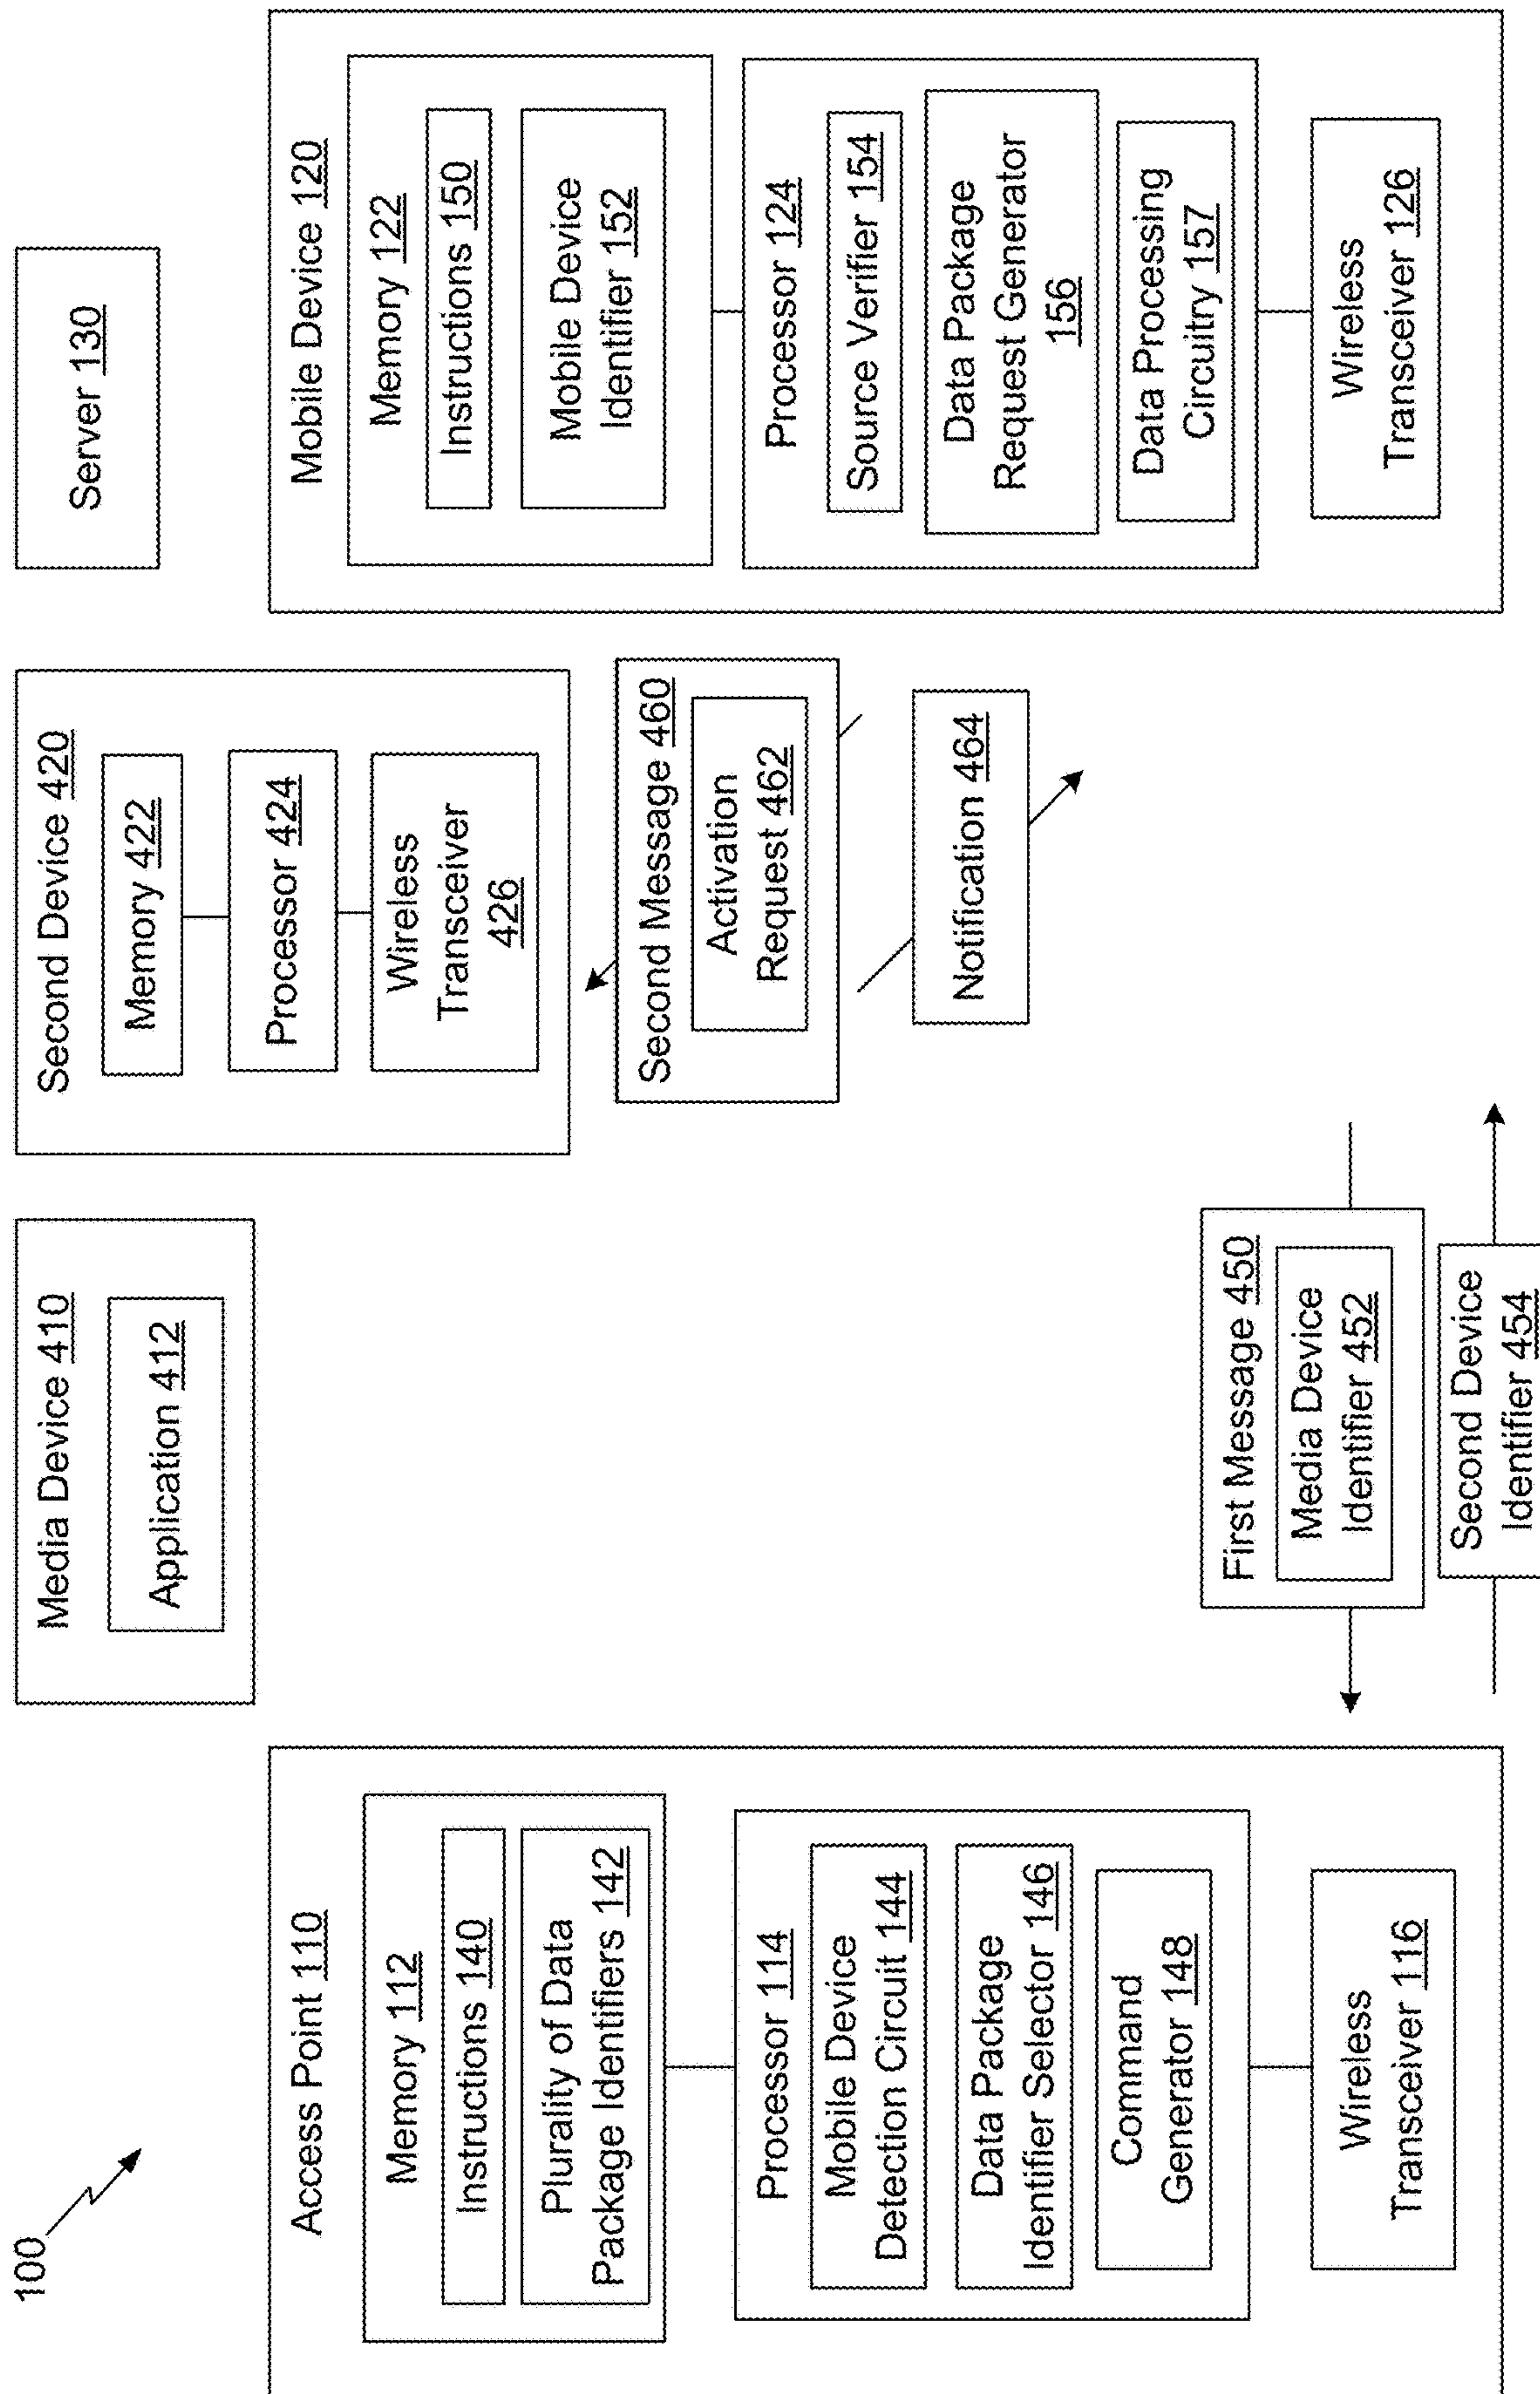 100
Access Point 110
Memory 112
Instructions 140
Plurality of Data
Package Identifiers 142
Processor 114
Mobile Device
Detection Circuit 144
Data Package
Identifier Selector 146
Command
Generator 148
Wireless
Transceiver 116
Media Device 410
Application 412
First Message 450
Media Device
Identifier 452
Second Device
Identifier 454
Second Device 420
Memory 422
Processor 424
Wireless
Transceiver
426
Second Message 460
Activation
Request 462
Notification 464
Server 130
Mobile Device 120
Memory 122
Instructions 150
Mobile Device
Identifier 152
Processor 124
Source Verifier 154
Data Package
Request Generator
156
Data Processing
Circuitry 157
Wireless
Transceiver 126